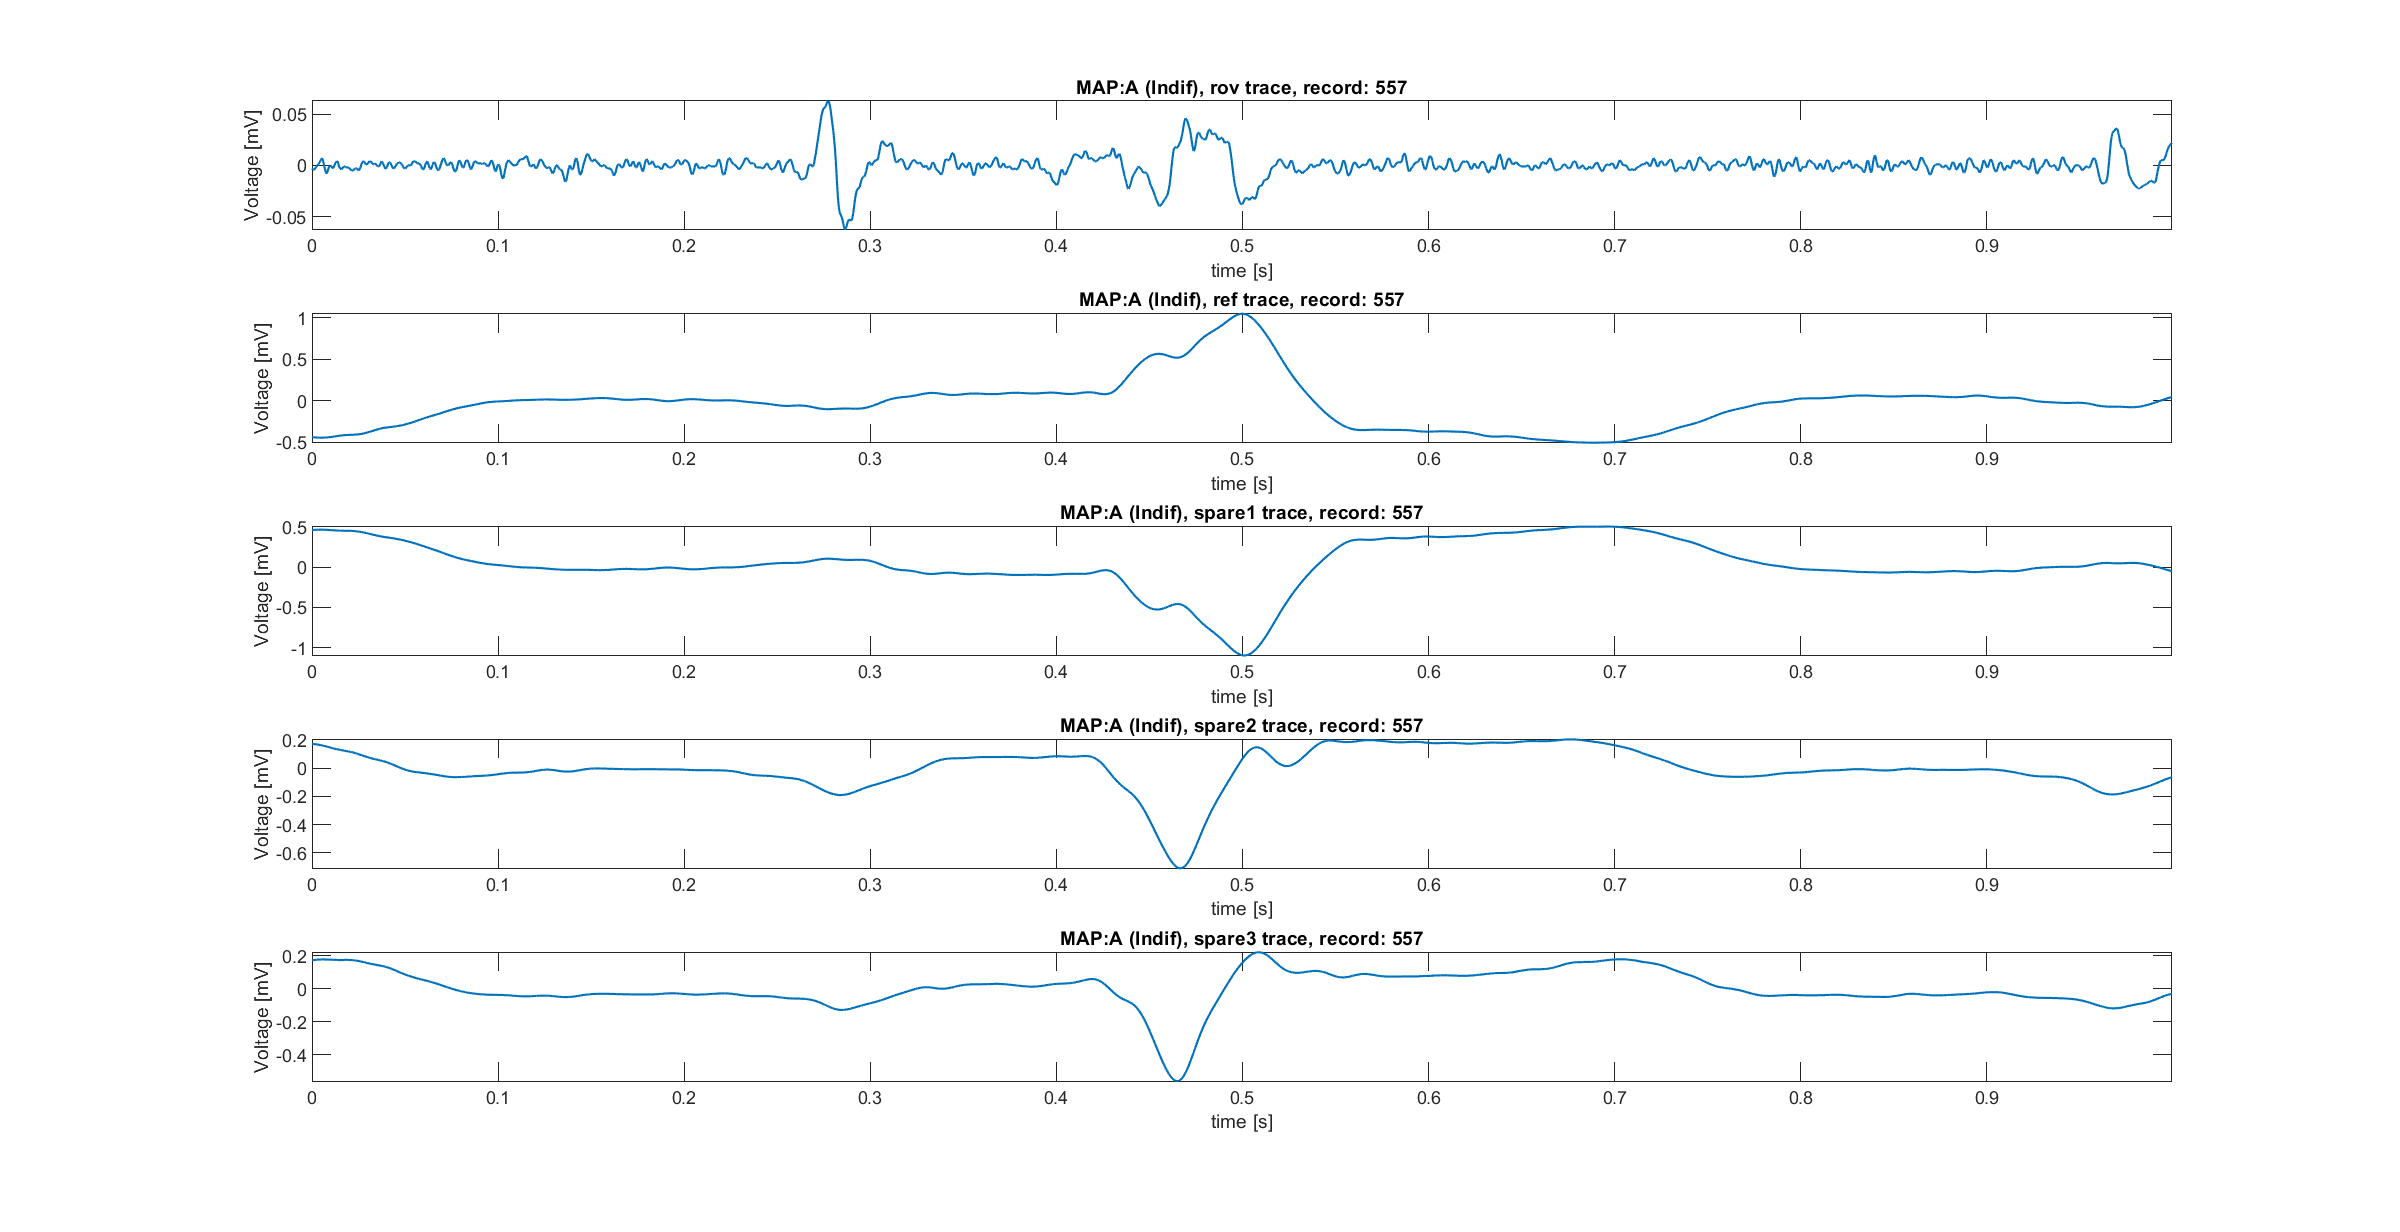 MAP:A (Indif), rov trace, record: 557
Voltage [mV]
0.05
0
-0.05
0 0.1 0.2 0.3 0.4 0.5 0.6 0.7 0.8 0.9
time [s]
MAP:A (Indif), ref trace, record: 557
Voltage [mV]
1
0.5
0
-0.5
0 0.1 0.2 0.3 0.4 0.5 0.6 0.7 0.8 0.9
time [s]
MAP:A (Indif), spare1 trace, record: 557
Voltage [mV]
0.5
0
-0.5
-1
0 0.1 0.2 0.3 0.4 0.5 0.6 0.7 0.8 0.9
time [s]
MAP:A (Indif), spare2 trace, record: 557
Voltage [mV]
0.2
0
-0.2
-0.4
-0.6
0 0.1 0.2 0.3 0.4 0.5 0.6 0.7 0.8 0.9
time [s]
MAP:A (Indif), spare3 trace, record: 557
Voltage [mV]
0.2
0
-0.2
-0.4
0 0.1 0.2 0.3 0.4 0.5 0.6 0.7 0.8 0.9
time [s]